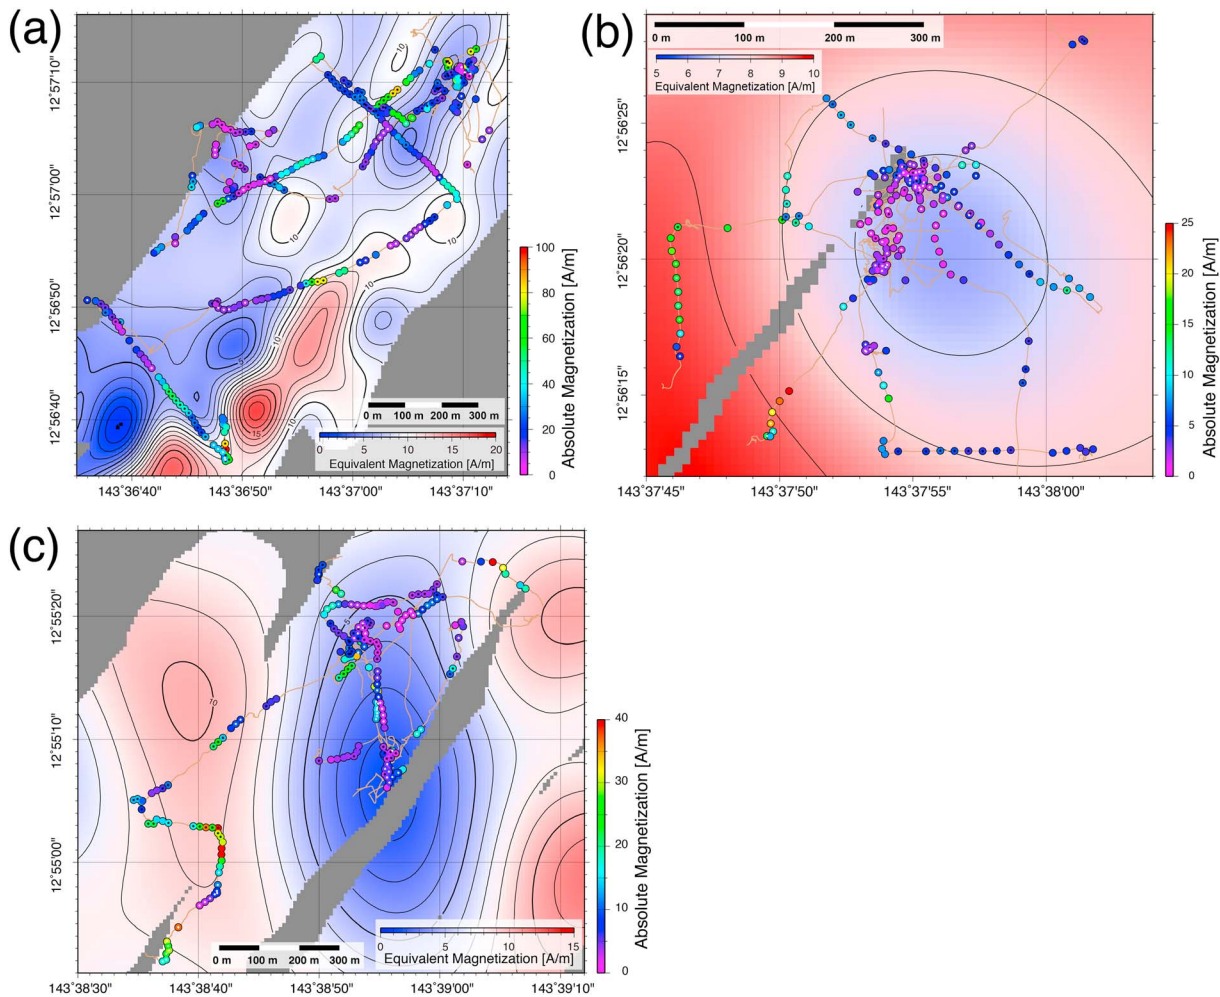 (a)
12°57'10"
12°57'00"
12°56'50"
12°56'40"
10
10
10
10
10
5
15
0 m 100 m 200 m 300 m
0 5 10 15 20
Equivalent Magnetization [A/m]
143°36'40" 143°36'50" 143°37'00" 143°37'10"
100
80
60
40
20
0
Absolute Magnetization [A/m]
(b)
0 m 100 m 200 m 300 m
5 6 7 8 9 10
Equivalent Magnetization [A/m]
12°56'25"
12°56'20"
12°56'15"
143°37'45" 143°37'50" 143°37'55" 143°38'00"
25
20
15
10
5
0
Absolute Magnetization [A/m]
(c)
12°55'20"
12°55'10"
12°55'00"
5
10
0 m 100 m 200 m 300 m
0 5 10 15
Equivalent Magnetization [A/m]
143°38'30" 143°38'40" 143°38'50" 143°39'00" 143°39'10"
40
30
20
10
0
Absolute Magnetization [A/m]